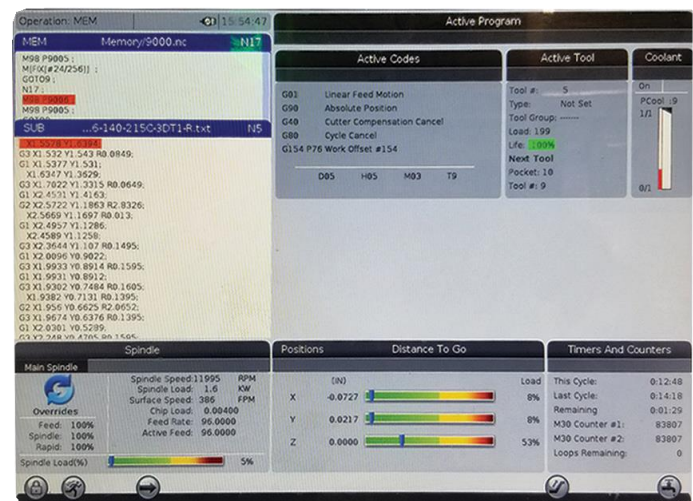 Operation: MEM
15:54:47
Active Program
MEM Memory/9000.nc N17
M98 P9005 ;
GOTO9 ;
N17 ;
M98 P9006 ;
M98 P9005 ;
SUB ...6-140-215C-3DT1-R.txt N5
X1.5578 Y1.6394;
G3 X1.532 Y1.543 R0.0849;
G1 X1.5377 Y1.531;
X1.6347 Y1.3629;
G3 X1.7022 Y1.3315 R0.0649;
G1 X2.4531 Y1.4163;
G2 X2.5722 Y1.1863 R2.8326;
X2.5669 Y1.1697 R0.013;
G1 X2.4957 Y1.1286;
X2.4589 Y1.1258;
G3 X2.3644 Y1.107 R0.1495;
G1 X2.0096 Y0.9022;
G3 X1.9933 Y0.8914 R0.1595;
G1 X1.9931 Y0.8912;
G3 X1.9302 Y0.7484 R0.1605;
X1.9382 Y0.7131 R0.1395;
G2 X1.956 Y0.6625 R2.0652;
G3 X1.9674 Y0.6376 R0.1395;
G1 X2.0301 Y0.5289;
G3 X2.248 Y0.4705 R0.1595;
Active Codes
G01 Linear Feed Motion
G90 Absolute Position
G40 Cutter Compensation Cancel
G80 Cycle Cancel
G154 P76 Work Offset #154
D05 H05 M03 T9
Active Tool
Tool #: 5
Type: Not Set
Tool Group: -----
Load: 199
Life: 100%
Next Tool
Pocket: 10
Tool #: 9
Coolant
On
PCool :9
1/1
0/1
Spindle
Main Spindle
Overrides
Feed: 100%
Spindle: 100%
Rapid: 100%
Spindle Speed: 11995 RPM
Spindle Load: 1.6 KW
Surface Speed: 386 FPM
Chip Load: 0.00400
Feed Rate: 96.0000
Active Feed: 96.0000
Spindle Load(%) 5%
Positions Distance To Go
(IN) Load
X -0.0727 8%
Y 0.0217 8%
Z 0.0000 53%
Timers And Counters
This Cycle: 0:12:48
Last Cycle: 0:14:18
Remaining 0:01:29
M30 Counter #1: 83807
M30 Counter #2: 83807
Loops Remaining: 0